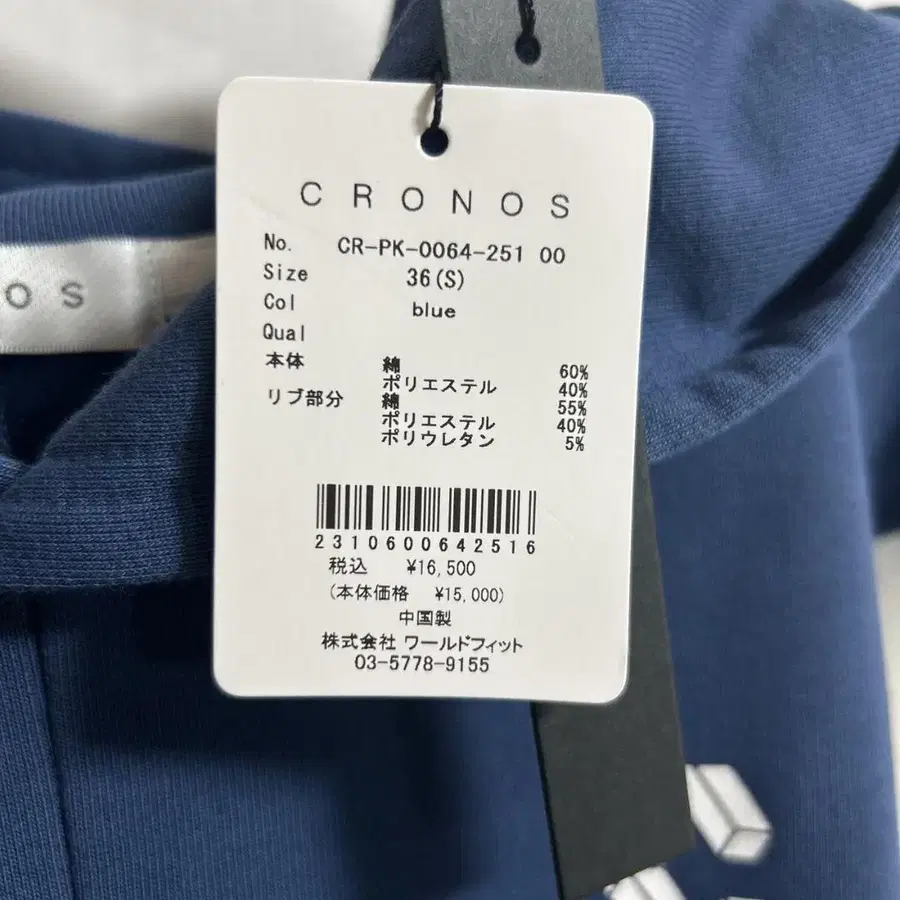 CRONOS
No. CR-PK-0064-251 00
Size 36(S)
Col blue
Qual
本体 綿 60%
ポリエステル 40%
リブ部分 綿 55%
ポリエステル 40%
ポリウレタン 5%
2310600642516
税込 ¥16,500
(本体価格 ¥15,000)
中国製
株式会社 ワールドフィット
03-5778-9155
OS